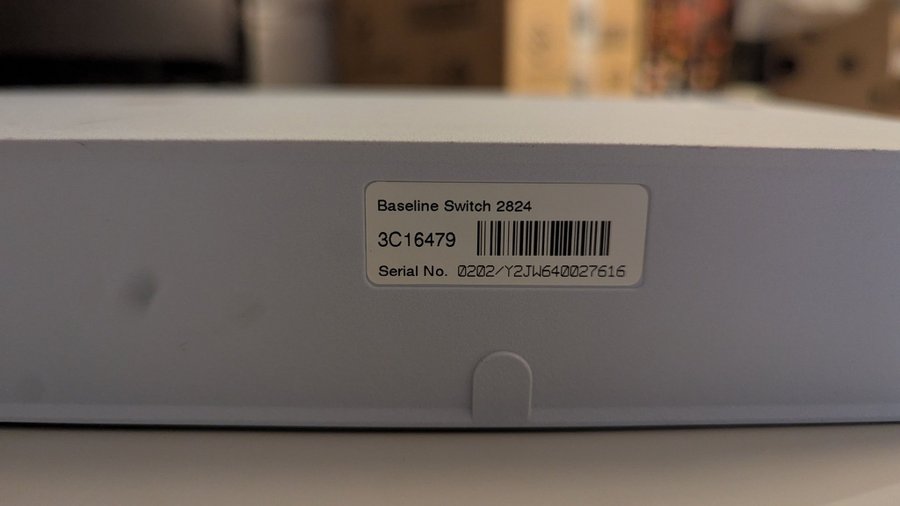 Baseline Switch 2824
3C16479
Serial No. 0202/Y2JW640027616